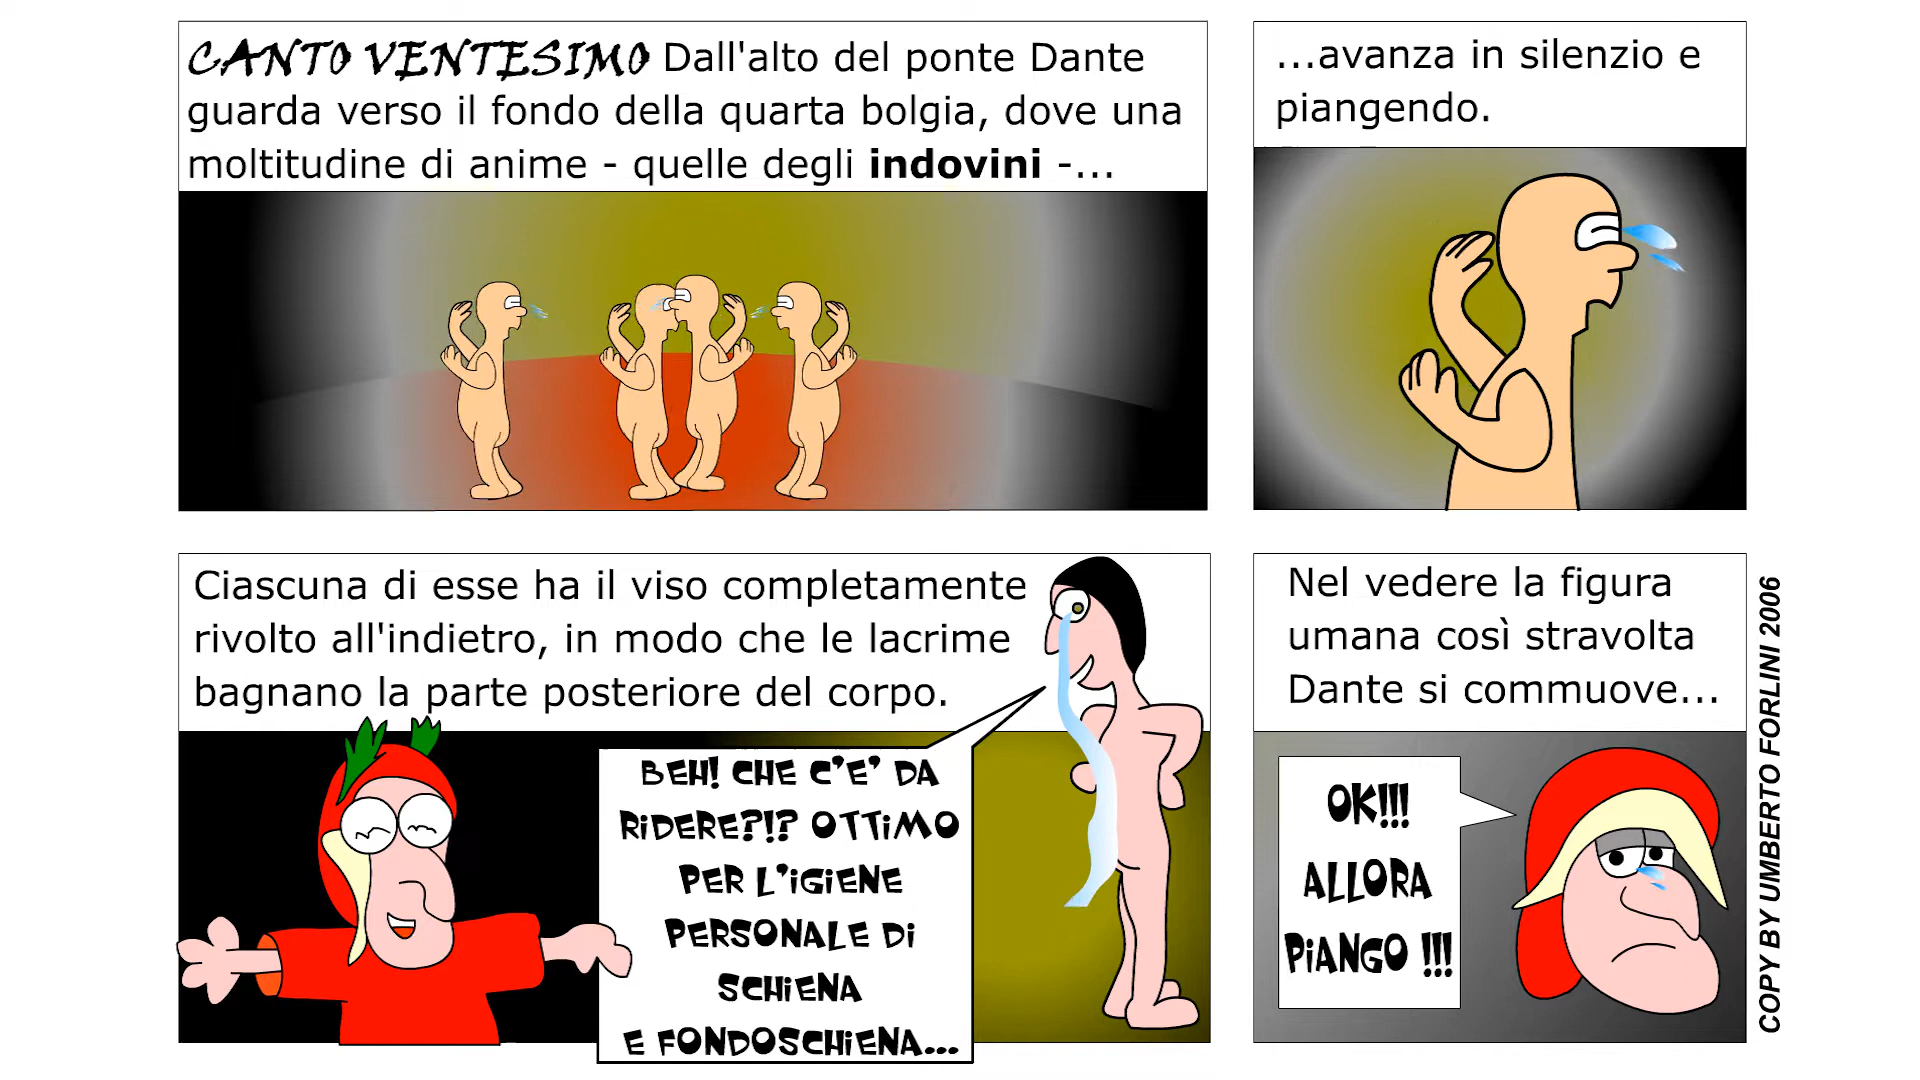 CANTO VENTESIMO Dall'alto del ponte Dante
guarda verso il fondo della quarta bolgia, dove una
moltitudine di anime - quelle degli indovini -...
...avanza in silenzio e
piangendo.
Ciascuna di esse ha il viso completamente
rivolto all'indietro, in modo che le lacrime
bagnano la parte posteriore del corpo.
BEH! CHE C'E' DA
RiDERE?!? OTTiMO
PER L'iGiENE
PERSONALE Di
SCHiENA
E FONDOSCHiENA...
Nel vedere la figura
umana così stravolta
Dante si commuove...
OK!!!
ALLORA
PiANGO !!!
COPY BY UMBERTO FORLINI 2006